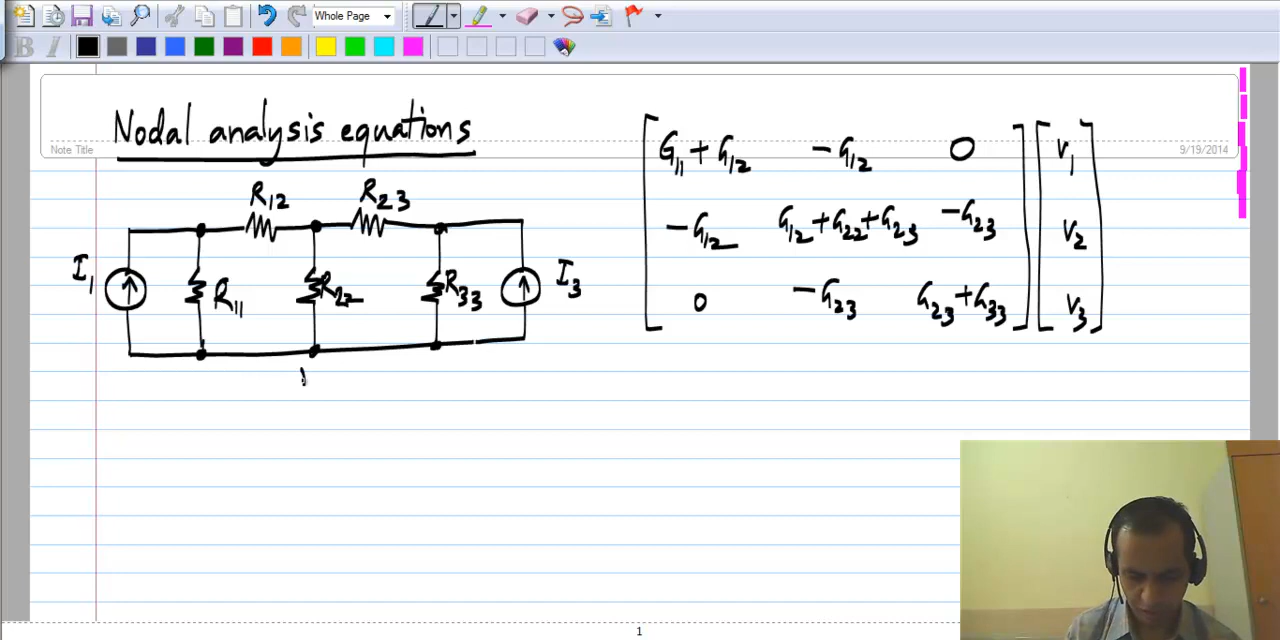 Whole Page
B I
Nodal analysis equations
Note Title
9/19/2014
R12 R23
I1 R11 R22 R33 I3
G11 + G12 -G12 0 V1
-G12 G12 + G22 + G23 -G23 V2
0 -G23 G23 + G33 V3
1